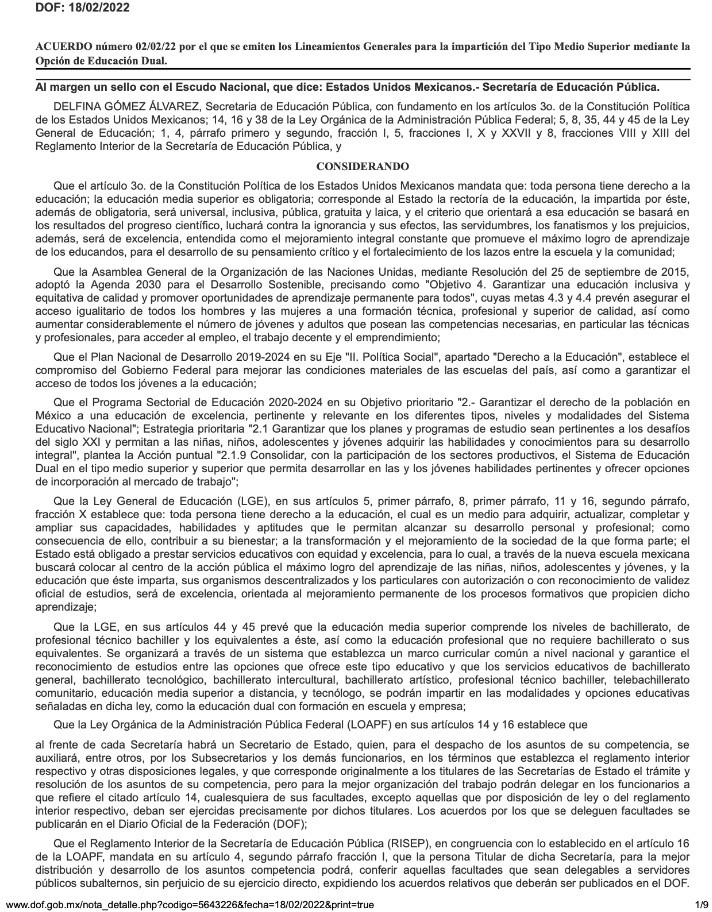 DOF: 18/02/2022
ACUERDO número 02/02/22 por el que se emiten los Lineamientos Generales para la impartición del Tipo Medio Superior mediante la
Opción de Educación Dual.
Al margen un sello con el Escudo Nacional, que dice: Estados Unidos Mexicanos.- Secretaría de Educación Pública.
DELFINA GÓMEZ ÁLVAREZ, Secretaria de Educación Pública, con fundamento en los artículos 3o. de la Constitución Política
de los Estados Unidos Mexicanos; 14, 16 y 38 de la Ley Orgánica de la Administración Pública Federal; 5, 8, 35, 44 y 45 de la Ley
General de Educación; 1, 4, párrafo primero y segundo, fracción I, 5, fracciones I, X y XXVII y 8, fracciones VIII y XIII del
Reglamento Interior de la Secretaría de Educación Pública, y
CONSIDERANDO
Que el artículo 3o. de la Constitución Política de los Estados Unidos Mexicanos mandata que: toda persona tiene derecho a la
educación; la educación media superior es obligatoria; corresponde al Estado la rectoría de la educación, la impartida por éste,
además de obligatoria, será universal, inclusiva, pública, gratuita y laica, y el criterio que orientará a esa educación se basará en
los resultados del progreso científico, luchará contra la ignorancia y sus efectos, las servidumbres, los fanatismos y los prejuicios,
además, será de excelencia, entendida como el mejoramiento integral constante que promueve el máximo logro de aprendizaje
de los educandos, para el desarrollo de su pensamiento crítico y el fortalecimiento de los lazos entre la escuela y la comunidad;
Que la Asamblea General de la Organización de las Naciones Unidas, mediante Resolución del 25 de septiembre de 2015,
adoptó la Agenda 2030 para el Desarrollo Sostenible, precisando como "Objetivo 4. Garantizar una educación inclusiva y
equitativa de calidad y promover oportunidades de aprendizaje permanente para todos", cuyas metas 4.3 y 4.4 prevén asegurar el
acceso igualitario de todos los hombres y las mujeres a una formación técnica, profesional y superior de calidad, así como
aumentar considerablemente el número de jóvenes y adultos que posean las competencias necesarias, en particular las técnicas
y profesionales, para acceder al empleo, el trabajo decente y el emprendimiento;
Que el Plan Nacional de Desarrollo 2019-2024 en su Eje "II. Política Social", apartado "Derecho a la Educación", establece el
compromiso del Gobierno Federal para mejorar las condiciones materiales de las escuelas del país, así como a garantizar el
acceso de todos los jóvenes a la educación;
Que el Programa Sectorial de Educación 2020-2024 en su Objetivo prioritario "2.- Garantizar el derecho de la población en
México a una educación de excelencia, pertinente y relevante en los diferentes tipos, niveles y modalidades del Sistema
Educativo Nacional"; Estrategia prioritaria "2.1 Garantizar que los planes y programas de estudio sean pertinentes a los desafíos
del siglo XXI y permitan a las niñas, niños, adolescentes y jóvenes adquirir las habilidades y conocimientos para su desarrollo
integral", plantea la Acción puntual "2.1.9 Consolidar, con la participación de los sectores productivos, el Sistema de Educación
Dual en el tipo medio superior y superior que permita desarrollar en las y los jóvenes habilidades pertinentes y ofrecer opciones
de incorporación al mercado de trabajo";
Que la Ley General de Educación (LGE), en sus artículos 5, primer párrafo, 8, primer párrafo, 11 y 16, segundo párrafo,
fracción X establece que: toda persona tiene derecho a la educación, el cual es un medio para adquirir, actualizar, completar y
ampliar sus capacidades, habilidades y aptitudes que le permitan alcanzar su desarrollo personal y profesional; como
consecuencia de ello, contribuir a su bienestar; a la transformación y el mejoramiento de la sociedad de la que forma parte; el
Estado está obligado a prestar servicios educativos con equidad y excelencia, para lo cual, a través de la nueva escuela mexicana
buscará colocar al centro de la acción pública el máximo logro del aprendizaje de las niñas, niños, adolescentes y jóvenes, y la
educación que éste imparta, sus organismos descentralizados y los particulares con autorización o con reconocimiento de validez
oficial de estudios, será de excelencia, orientada al mejoramiento permanente de los procesos formativos que propicien dicho
aprendizaje;
Que la LGE, en sus artículos 44 y 45 prevé que la educación media superior comprende los niveles de bachillerato, de
profesional técnico bachiller y los equivalentes a éste, así como la educación profesional que no requiere bachillerato o sus
equivalentes. Se organizará a través de un sistema que establezca un marco curricular común a nivel nacional y garantice el
reconocimiento de estudios entre las opciones que ofrece este tipo educativo y que los servicios educativos de bachillerato
general, bachillerato tecnológico, bachillerato intercultural, bachillerato artístico, profesional técnico bachiller, telebachillerato
comunitario, educación media superior a distancia, y tecnólogo, se podrán impartir en las modalidades y opciones educativas
señaladas en dicha ley, como la educación dual con formación en escuela y empresa;
Que la Ley Orgánica de la Administración Pública Federal (LOAPF) en sus artículos 14 y 16 establece que
al frente de cada Secretaría habrá un Secretario de Estado, quien, para el despacho de los asuntos de su competencia, se
auxiliará, entre otros, por los Subsecretarios y los demás funcionarios, en los términos que establezca el reglamento interior
respectivo y otras disposiciones legales, y que corresponde originalmente a los titulares de las Secretarías de Estado el trámite y
resolución de los asuntos de su competencia, pero para la mejor organización del trabajo podrán delegar en los funcionarios a
que refiere el citado artículo 14, cualesquiera de sus facultades, excepto aquellas que por disposición de ley o del reglamento
interior respectivo, deban ser ejercidas precisamente por dichos titulares. Los acuerdos por los que se deleguen facultades se
publicarán en el Diario Oficial de la Federación (DOF);
Que el Reglamento Interior de la Secretaría de Educación Pública (RISEP), en congruencia con lo establecido en el artículo 16
de la LOAPF, mandata en su artículo 4, segundo párrafo fracción I, que la persona Titular de dicha Secretaría, para la mejor
distribución y desarrollo de los asuntos competencia podrá, conferir aquellas facultades que sean delegables a servidores
públicos subalternos, sin perjuicio de su ejercicio directo, expidiendo los acuerdos relativos que deberán ser publicados en el DOF.
www.dof.gob.mx/nota_detalle.php?codigo=5643226&fecha=18/02/2022&print=true
1/9